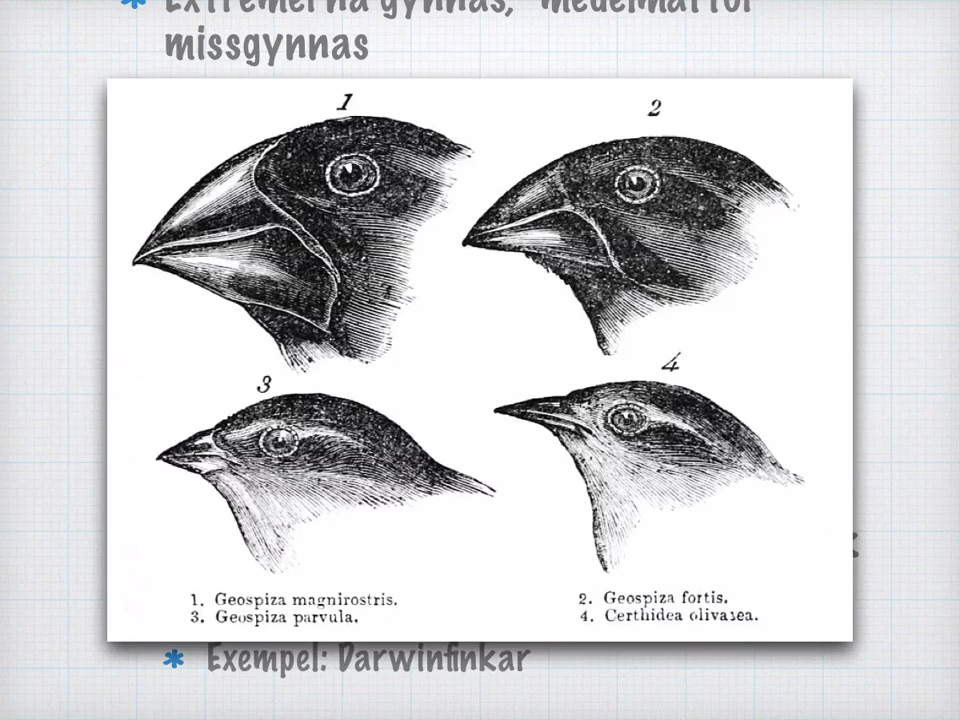 Extremerna gynnas,
missgynnas
1
2
3
4
1. Geospiza magnirostris.
2. Geospiza fortis.
3. Geospiza parvula.
4. Certhidea olivasea.
Exempel: Darwinfinkar